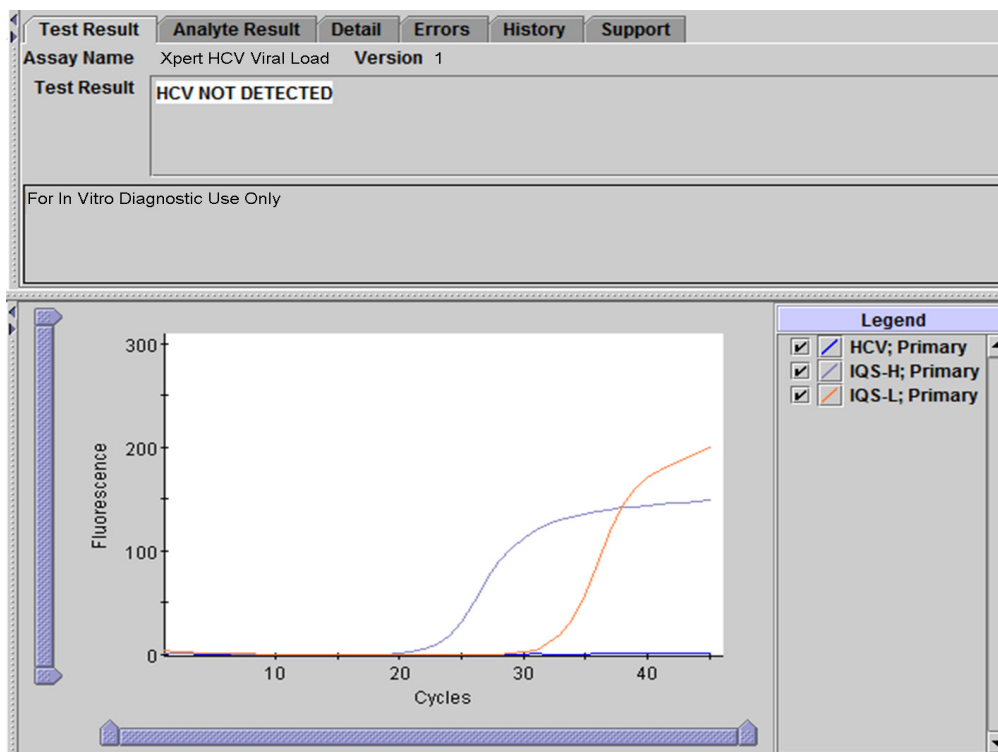 Test Result Analyte Result Detail Errors History Support
Assay Name Xpert HCV Viral Load Version 1
Test Result HCV NOT DETECTED
For In Vitro Diagnostic Use Only
300
200
100
0
Fluorescence
10 20 30 40
Cycles
Legend
HCV; Primary
IQS-H; Primary
IQS-L; Primary